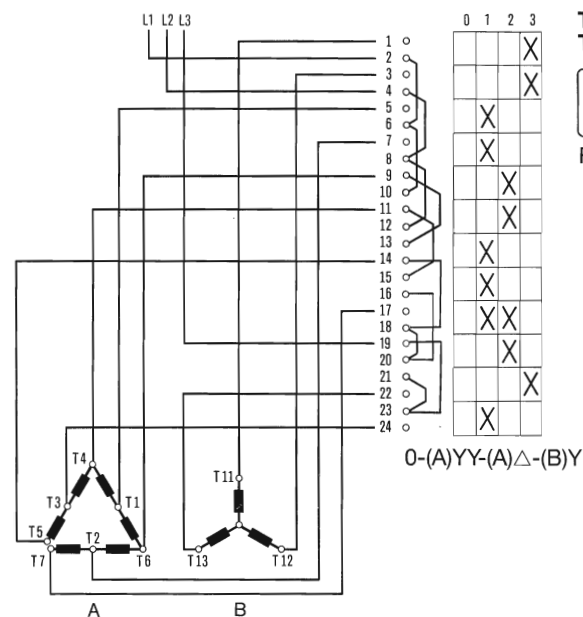 L1 L2 L3
0 1 2 3
1
2
3
4
5
6
7
8
9
10
11
12
13
14
15
16
17
18
19
20
21
22
23
24
X
X
X
X
X
X
X
X
X X
X
X
X
T
T
F
0-(A)YY-(A)△-(B)Y
T4
T3 T1
T5 T2
T7 T6
T11
T13 T12
A B